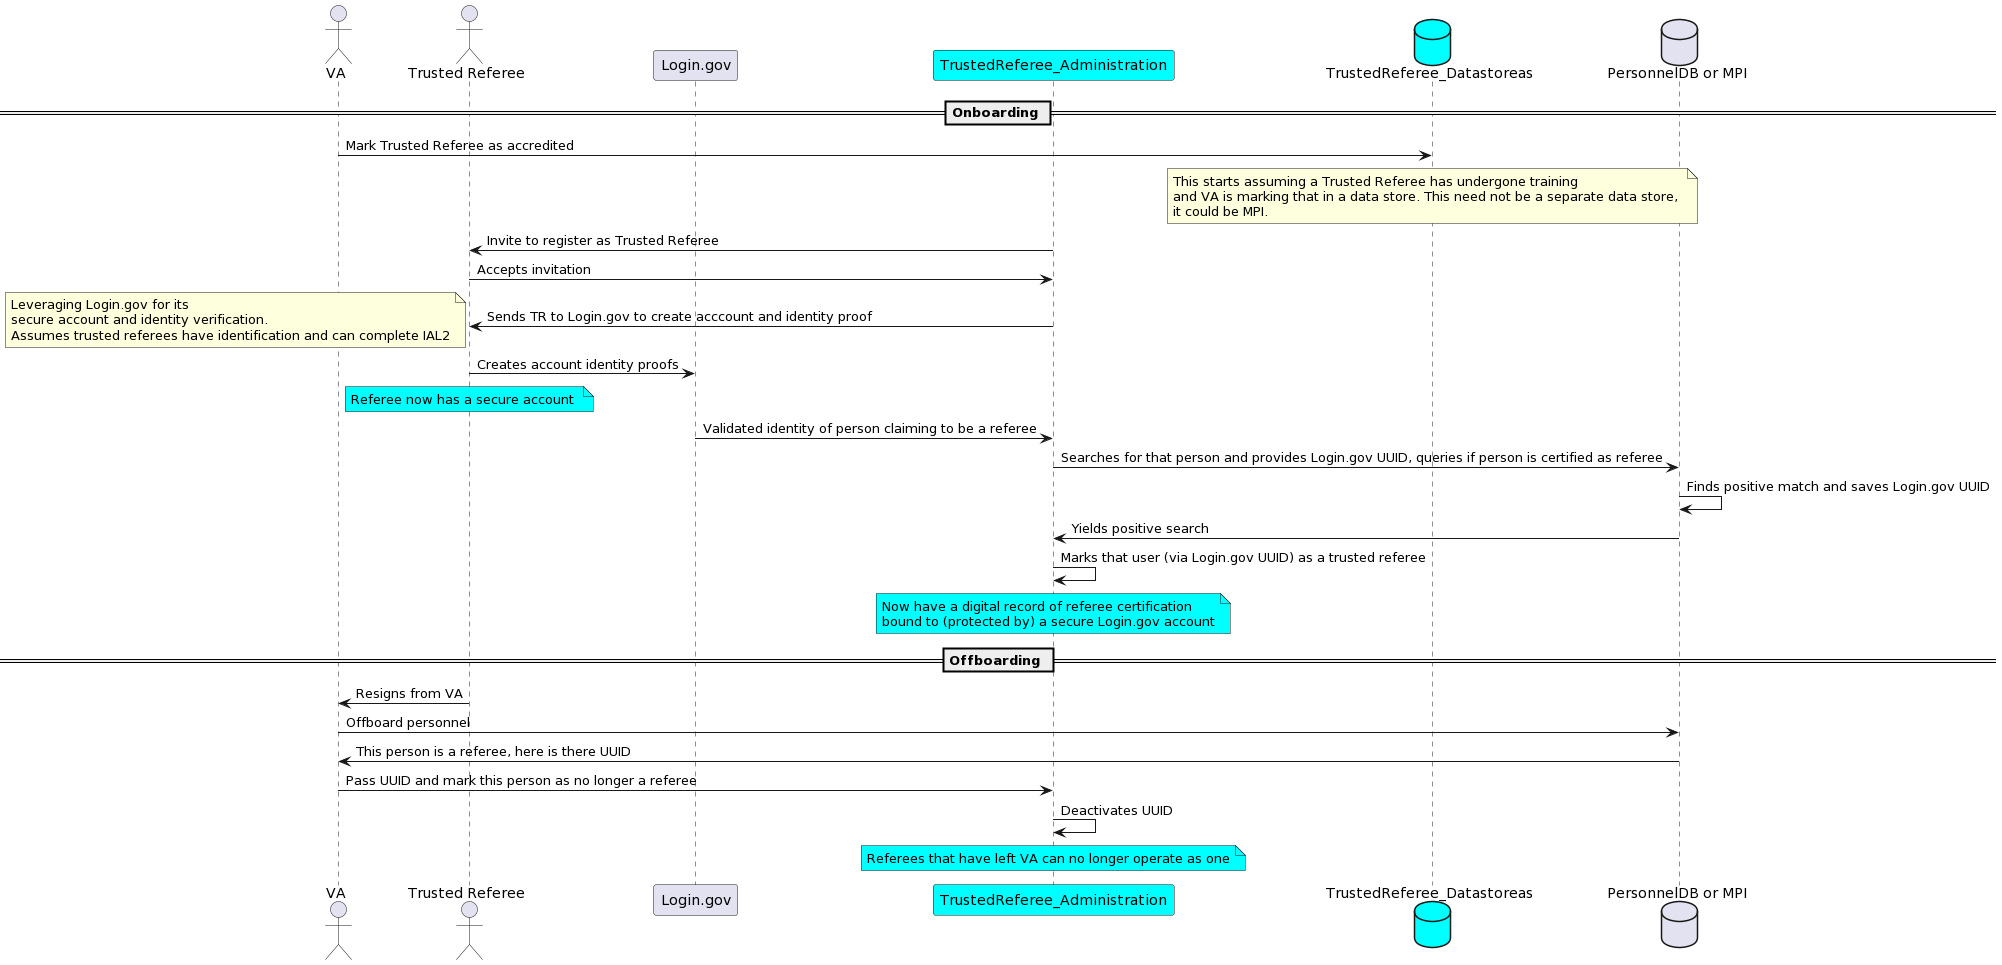 VA
Trusted Referee
Login.gov
TrustedReferee_Administration
TrustedReferee_Datastoreas
PersonnelDB or MPI
Onboarding
Mark Trusted Referee as accredited
This starts assuming a Trusted Referee has undergone training
and VA is marking that in a data store. This need not be a separate data store,
it could be MPI.
Invite to register as Trusted Referee
Accepts invitation
Leveraging Login.gov for its
secure account and identity verification.
Assumes trusted referees have identification and can complete IAL2
Sends TR to Login.gov to create acccount and identity proof
Creates account identity proofs
Referee now has a secure account
Validated identity of person claiming to be a referee
Searches for that person and provides Login.gov UUID, queries if person is certified as referee
Finds positive match and saves Login.gov UUID
Yields positive search
Marks that user (via Login.gov UUID) as a trusted referee
Now have a digital record of referee certification
bound to (protected by) a secure Login.gov account
Offboarding
Resigns from VA
Offboard personnel
This person is a referee, here is there UUID
Pass UUID and mark this person as no longer a referee
Deactivates UUID
Referees that have left VA can no longer operate as one
VA
Trusted Referee
Login.gov
TrustedReferee_Administration
TrustedReferee_Datastoreas
PersonnelDB or MPI